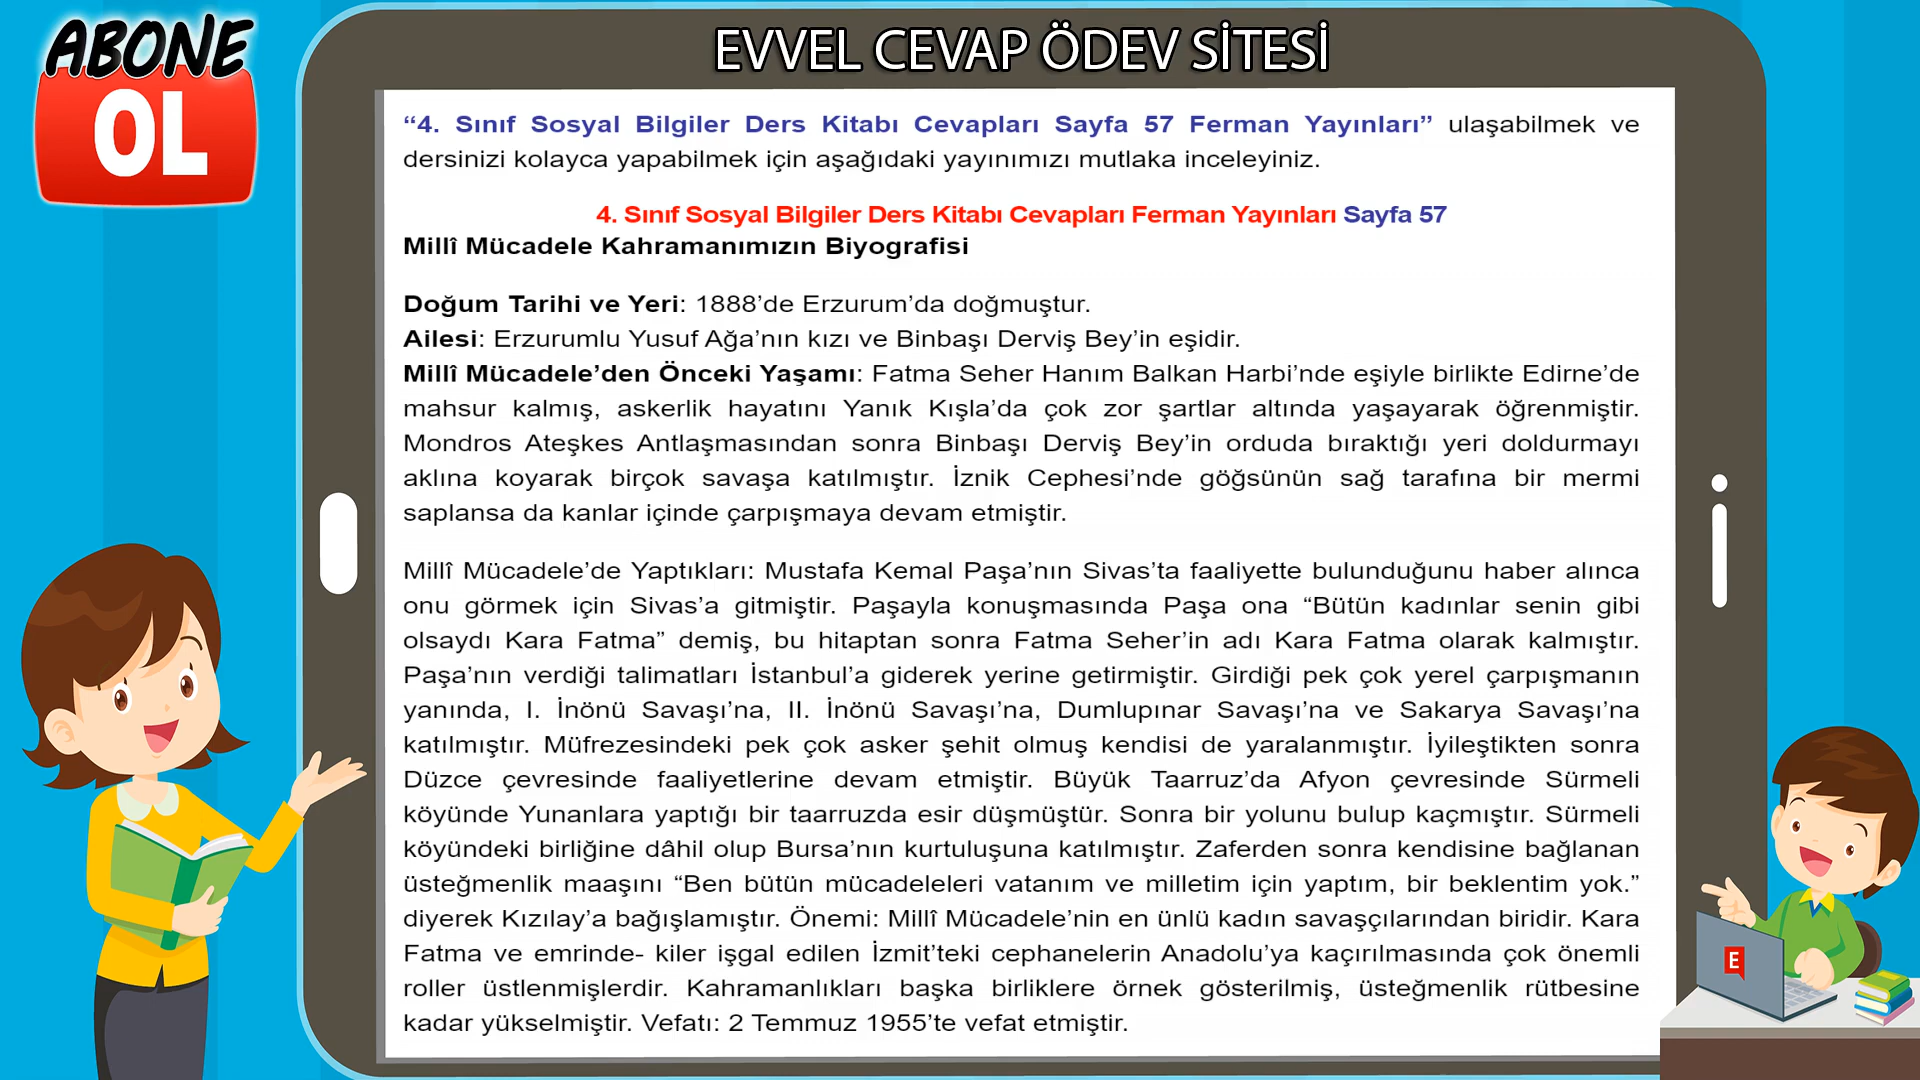 ABONE
OL
EVVEL CEVAP ÖDEV SİTESİ
“4. Sınıf Sosyal Bilgiler Ders Kitabı Cevapları Sayfa 57 Ferman Yayınları” ulaşabilmek ve
dersinizi kolayca yapabilmek için aşağıdaki yayınımızı mutlaka inceleyiniz.
4. Sınıf Sosyal Bilgiler Ders Kitabı Cevapları Ferman Yayınları Sayfa 57
Millî Mücadele Kahramanımızın Biyografisi
Doğum Tarihi ve Yeri: 1888’de Erzurum’da doğmuştur.
Ailesi: Erzurumlu Yusuf Ağa’nın kızı ve Binbaşı Derviş Bey’in eşidir.
Millî Mücadele’den Önceki Yaşamı: Fatma Seher Hanım Balkan Harbi’nde eşiyle birlikte Edirne’de
mahsur kalmış, askerlik hayatını Yanık Kışla’da çok zor şartlar altında yaşayarak öğrenmiştir.
Mondros Ateşkes Antlaşmasından sonra Binbaşı Derviş Bey’in orduda bıraktığı yeri doldurmayı
aklına koyarak birçok savaşa katılmıştır. İznik Cephesi’nde göğsünün sağ tarafına bir mermi
saplansa da kanlar içinde çarpışmaya devam etmiştir.
Millî Mücadele’de Yaptıkları: Mustafa Kemal Paşa’nın Sivas’ta faaliyette bulunduğunu haber alınca
onu görmek için Sivas’a gitmiştir. Paşayla konuşmasında Paşa ona “Bütün kadınlar senin gibi
olsaydı Kara Fatma” demiş, bu hitaptan sonra Fatma Seher’in adı Kara Fatma olarak kalmıştır.
Paşa’nın verdiği talimatları İstanbul’a giderek yerine getirmiştir. Girdiği pek çok yerel çarpışmanın
yanında, I. İnönü Savaşı’na, II. İnönü Savaşı’na, Dumlupınar Savaşı’na ve Sakarya Savaşı’na
katılmıştır. Müfrezesindeki pek çok asker şehit olmuş kendisi de yaralanmıştır. İyileştikten sonra
Düzce çevresinde faaliyetlerine devam etmiştir. Büyük Taarruz’da Afyon çevresinde Sürmeli
köyünde Yunanlara yaptığı bir taarruzda esir düşmüştür. Sonra bir yolunu bulup kaçmıştır. Sürmeli
köyündeki birliğine dâhil olup Bursa’nın kurtuluşuna katılmıştır. Zaferden sonra kendisine bağlanan
üsteğmenlik maaşını “Ben bütün mücadeleleri vatanım ve milletim için yaptım, bir beklentim yok.”
diyerek Kızılay’a bağışlamıştır. Önemi: Millî Mücadele’nin en ünlü kadın savaşçılarından biridir. Kara
Fatma ve emrinde- kiler işgal edilen İzmit’teki cephanelerin Anadolu’ya kaçırılmasında çok önemli
roller üstlenmişlerdir. Kahramanlıkları başka birliklere örnek gösterilmiş, üsteğmenlik rütbesine
kadar yükselmiştir. Vefatı: 2 Temmuz 1955’te vefat etmiştir.
E